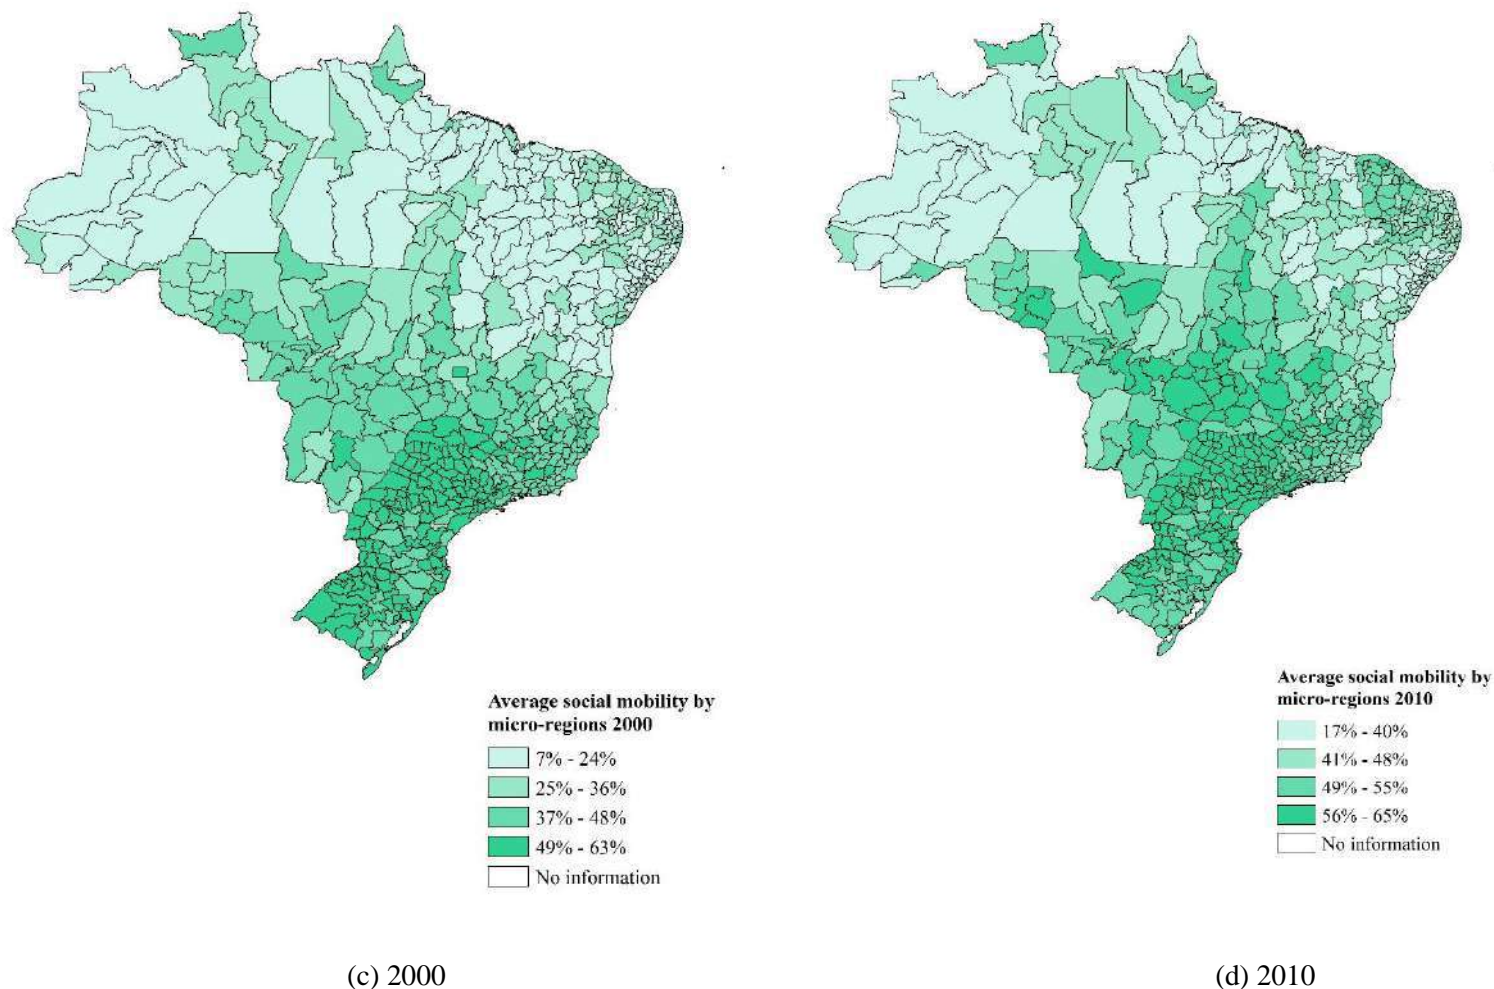 Average social mobility by
micro-regions 2000
7% - 24%
25% - 36%
37% - 48%
49% - 63%
No information
Average social mobility by
micro-regions 2010
17% - 40%
41% - 48%
49% - 55%
56% - 65%
No information
(c) 2000
(d) 2010